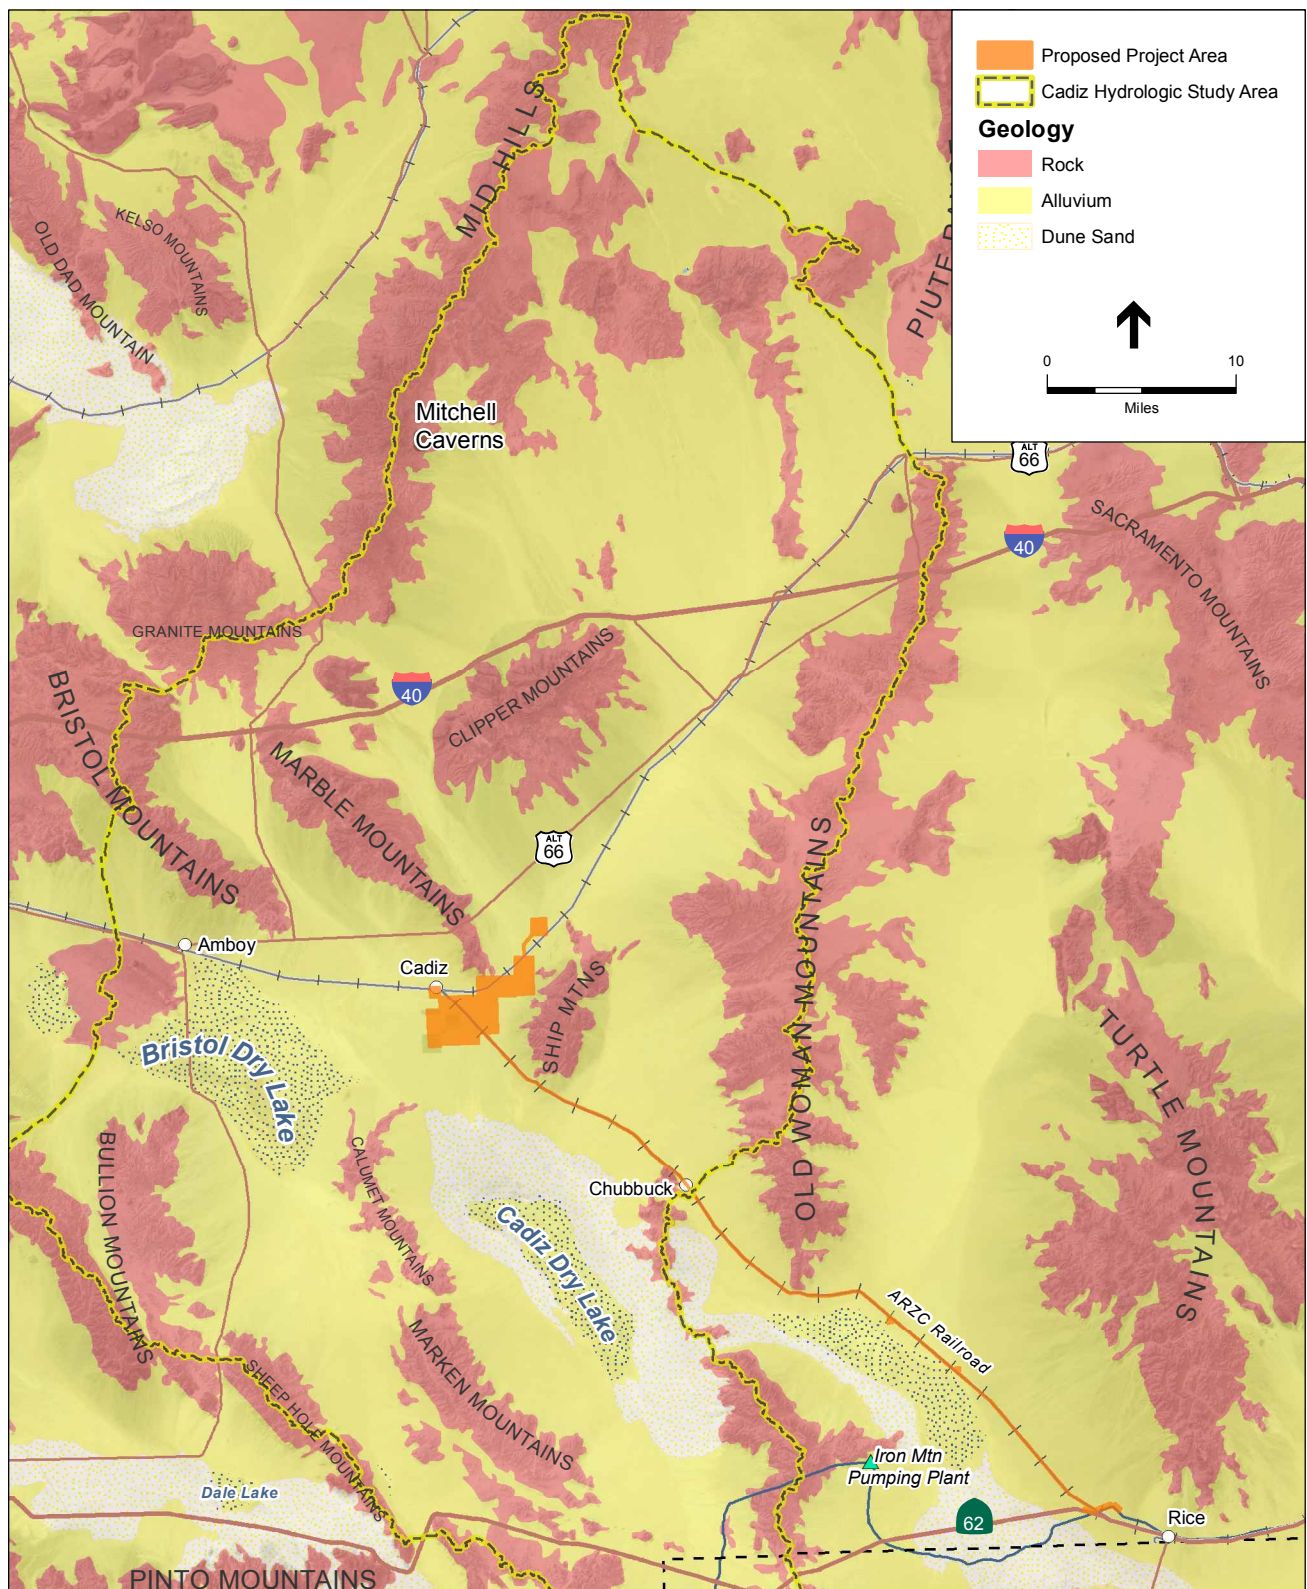 Proposed Project Area
Cadiz Hydrologic Study Area
Geology
Rock
Alluvium
Dune Sand
0 10
Miles
MID HILLS
KELSO MOUNTAINS
OLD DAD MOUNTAIN
Mitchell
Caverns
ALT
66
40
SACRAMENTO MOUNTAINS
GRANITE MOUNTAINS
BRISTOL MOUNTAINS
40
CLIPPER MOUNTAINS
MARBLE MOUNTAINS
ALT
66
OLD WOMAN MOUNTAINS
Amboy
Cadiz
SHIP MTNS
Bristol Dry Lake
TURTLE MOUNTAINS
BULLION MOUNTAINS
CALUMET MOUNTAINS
Chubbuck
Cadiz Dry Lake
ARZC Railroad
MARKEN MOUNTAINS
SHEEP HOLE MOUNTAINS
Iron Mtn
Pumping Plant
Dale Lake
62
Rice
PINTO MOUNTAINS
PIUTE